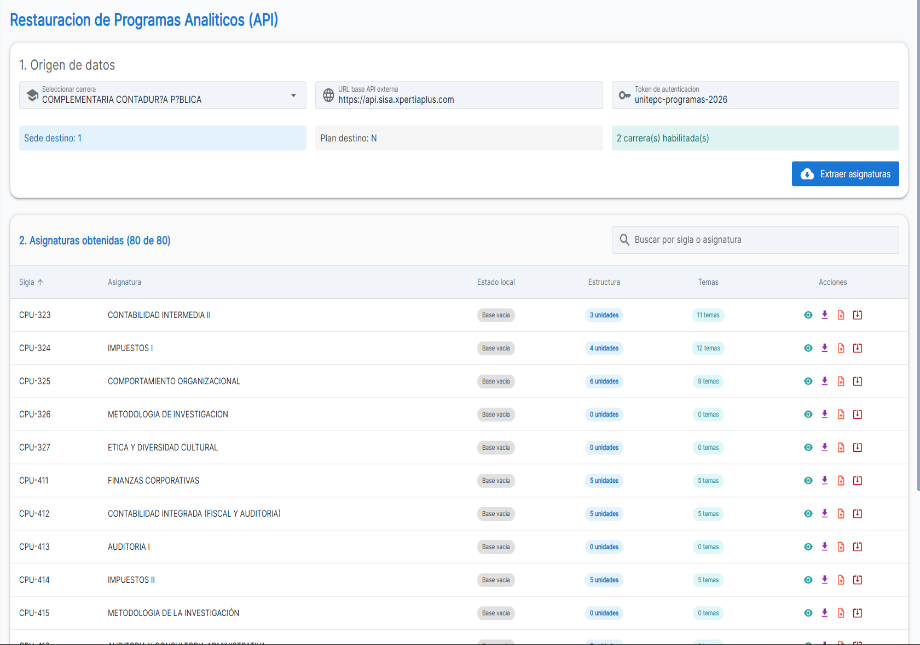 Restauracion de Programas Analiticos (API)
1. Origen de datos
Seleccionar carrera
COMPLEMENTARIA CONTADUR?A P?BLICA
URL base API externa
https://api.sisa.xpertiaplus.com
Token de autenticacion
unitepc-programas-2026
Sede destino: 1
Plan destino: N
2 carrera(s) habilitada(s)
Extraer asignaturas
2. Asignaturas obtenidas (80 de 80)
Buscar por sigla o asignatura
Sigla ↑ Asignatura Estado local Estructura Temas Acciones
CPU-323 CONTABILIDAD INTERMEDIA II Base vacia 3 unidades 11 temas
CPU-324 IMPUESTOS I Base vacia 4 unidades 12 temas
CPU-325 COMPORTAMIENTO ORGANIZACIONAL Base vacia 6 unidades 8 temas
CPU-326 METODOLOGIA DE INVESTIGACION Base vacia 0 unidades 0 temas
CPU-327 ETICA Y DIVERSIDAD CULTURAL Base vacia 0 unidades 0 temas
CPU-411 FINANZAS CORPORATIVAS Base vacia 5 unidades 5 temas
CPU-412 CONTABILIDAD INTEGRADA (FISCAL Y AUDITORIA) Base vacia 5 unidades 5 temas
CPU-413 AUDITORIA I Base vacia 0 unidades 0 temas
CPU-414 IMPUESTOS II Base vacia 5 unidades 5 temas
CPU-415 METODOLOGIA DE LA INVESTIGACIÓN Base vacia 0 unidades 0 temas